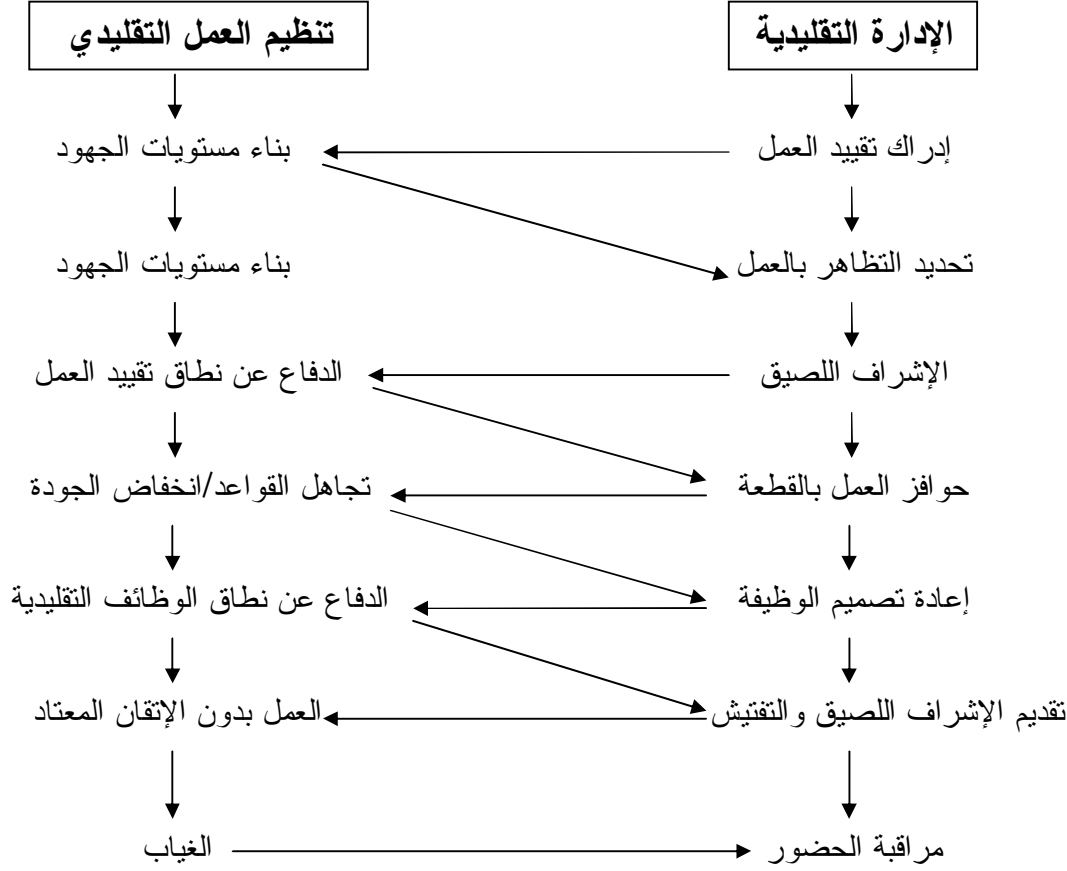 الإدارة التقليدية
تنظيم العمل التقليدي
إدراك تقييد العمل
بناء مستويات الجهود
تحديد التظاهر بالعمل
بناء مستويات الجهود
الإشراف اللصيق
الدفاع عن نطاق تقييد العمل
حوافز العمل بالقطعة
تجاهل القواعد/انخفاض الجودة
إعادة تصميم الوظيفة
الدفاع عن نطاق الوظائف التقليدية
تقديم الإشراف اللصيق والتفتيش
العمل بدون الإتقان المعتاد
مراقبة الحضور
الغياب